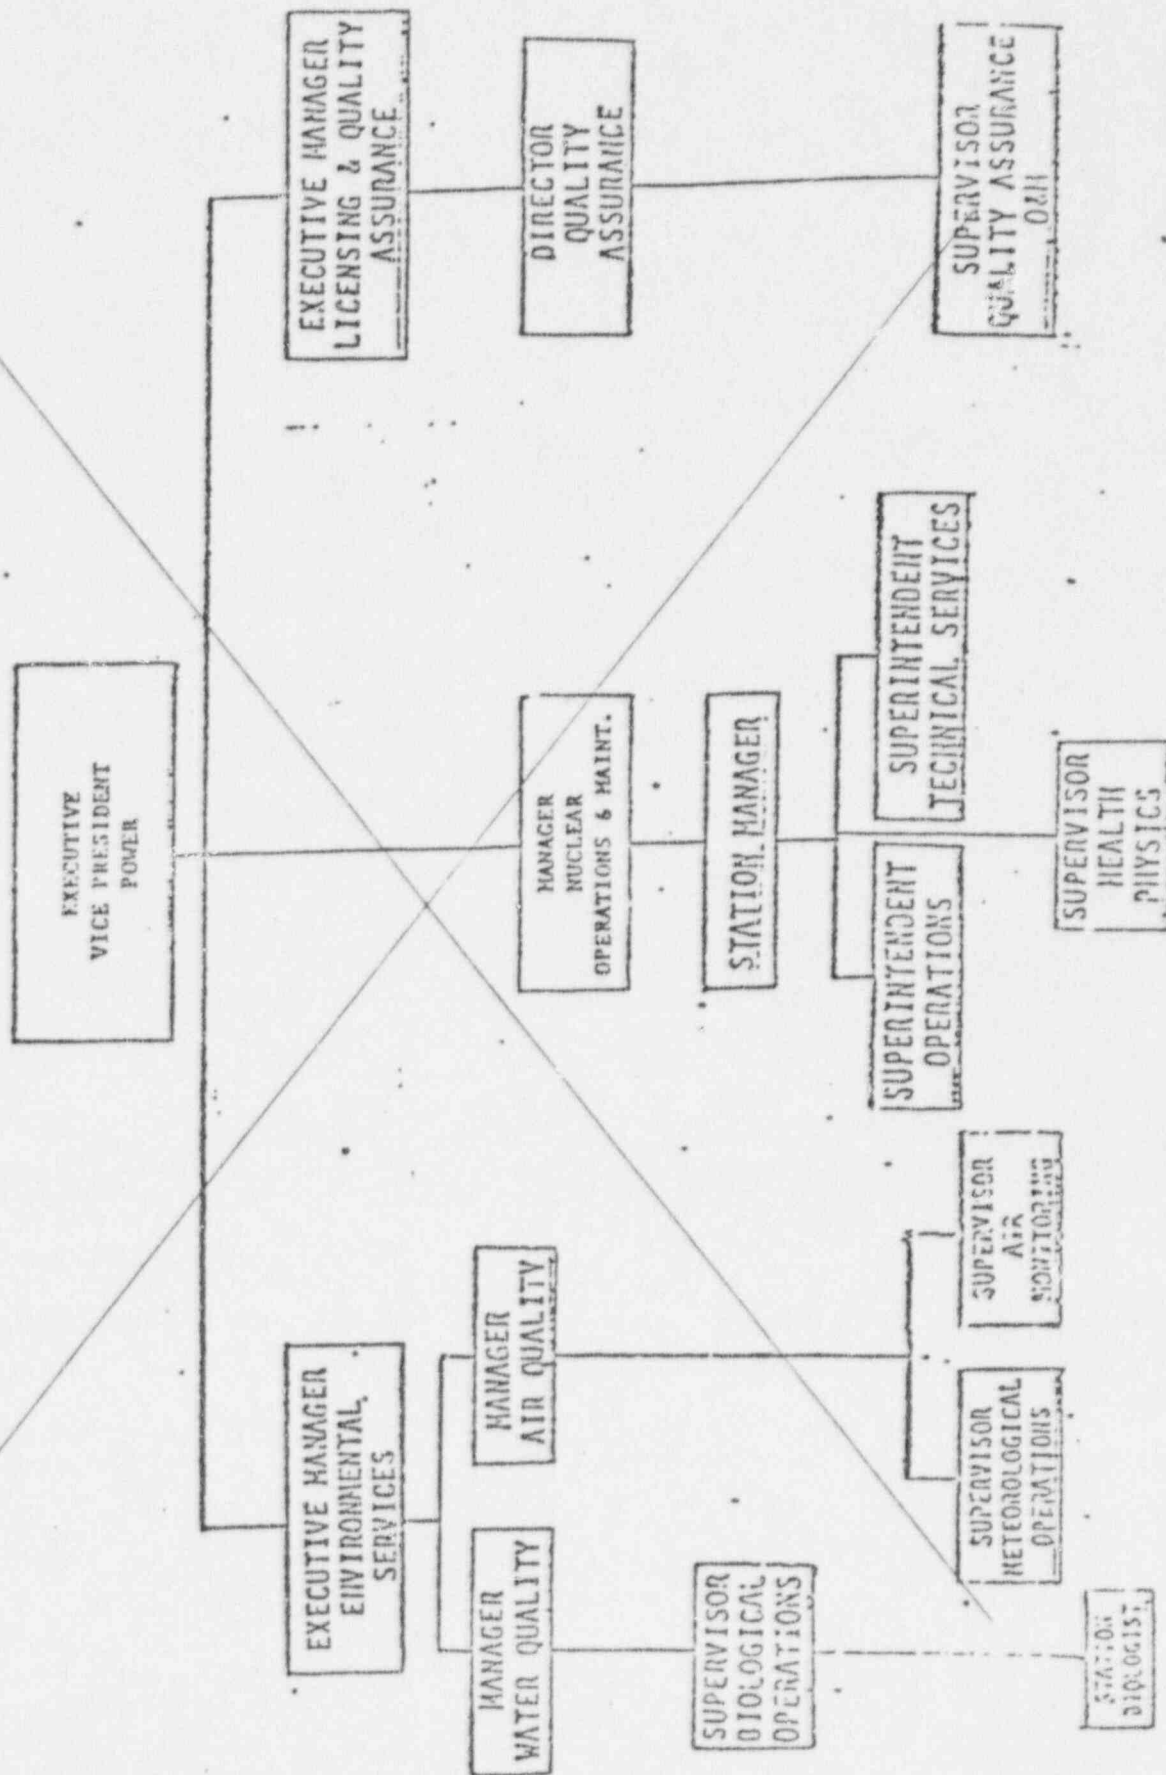 EXECUTIVE
VICE PRESIDENT
POWER
EXECUTIVE MANAGER
ENVIRONMENTAL
SERVICES
EXECUTIVE MANAGER
LICENSING & QUALITY
ASSURANCE
MANAGER
WATER QUALITY
MANAGER
AIR QUALITY
MANAGER
NUCLEAR
OPERATIONS & MAINT.
DIRECTOR
QUALITY
ASSURANCE
SUPERVISOR
BIOLOGICAL
OPERATIONS
STATION MANAGER
SUPERINTENDENT
OPERATIONS
SUPERINTENDENT
TECHNICAL SERVICES
SUPERVISOR
METEOROLOGICAL
OPERATIONS
SUPERVISOR
AIR
MONITORING
SUPERVISOR
QUALITY ASSURANCE
O&M
STATION
BIOLOGIST
SUPERVISOR
HEALTH
PHYSICS